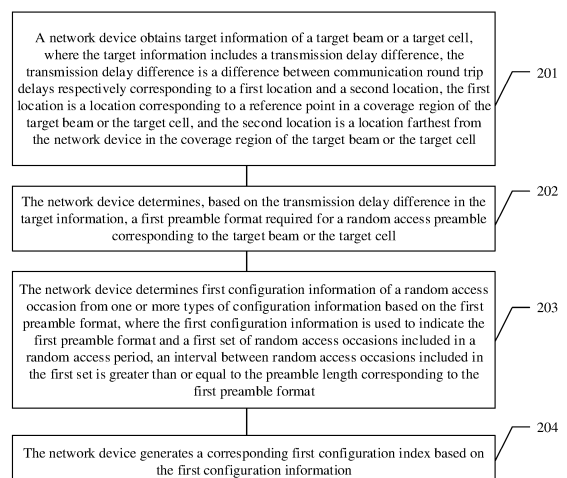 A network device obtains target information of a target beam or a target cell,
where the target information includes a transmission delay difference, the
transmission delay difference is a difference between communication round trip
delays respectively corresponding to a first location and a second location, the first
location is a location corresponding to a reference point in a coverage region of the
target beam or the target cell, and the second location is a location farthest from
the network device in the coverage region of the target beam or the target cell
201
The network device determines, based on the transmission delay difference in the
target information, a first preamble format required for a random access preamble
corresponding to the target beam or the target cell
202
The network device determines first configuration information of a random access
occasion from one or more types of configuration information based on the first
preamble format, where the first configuration information is used to indicate the
first preamble format and a first set of random access occasions included in a
random access period, an interval between random access occasions included in
the first set is greater than or equal to the preamble length corresponding to the
first preamble format
203
The network device generates a corresponding first configuration index based on
the first configuration information
204